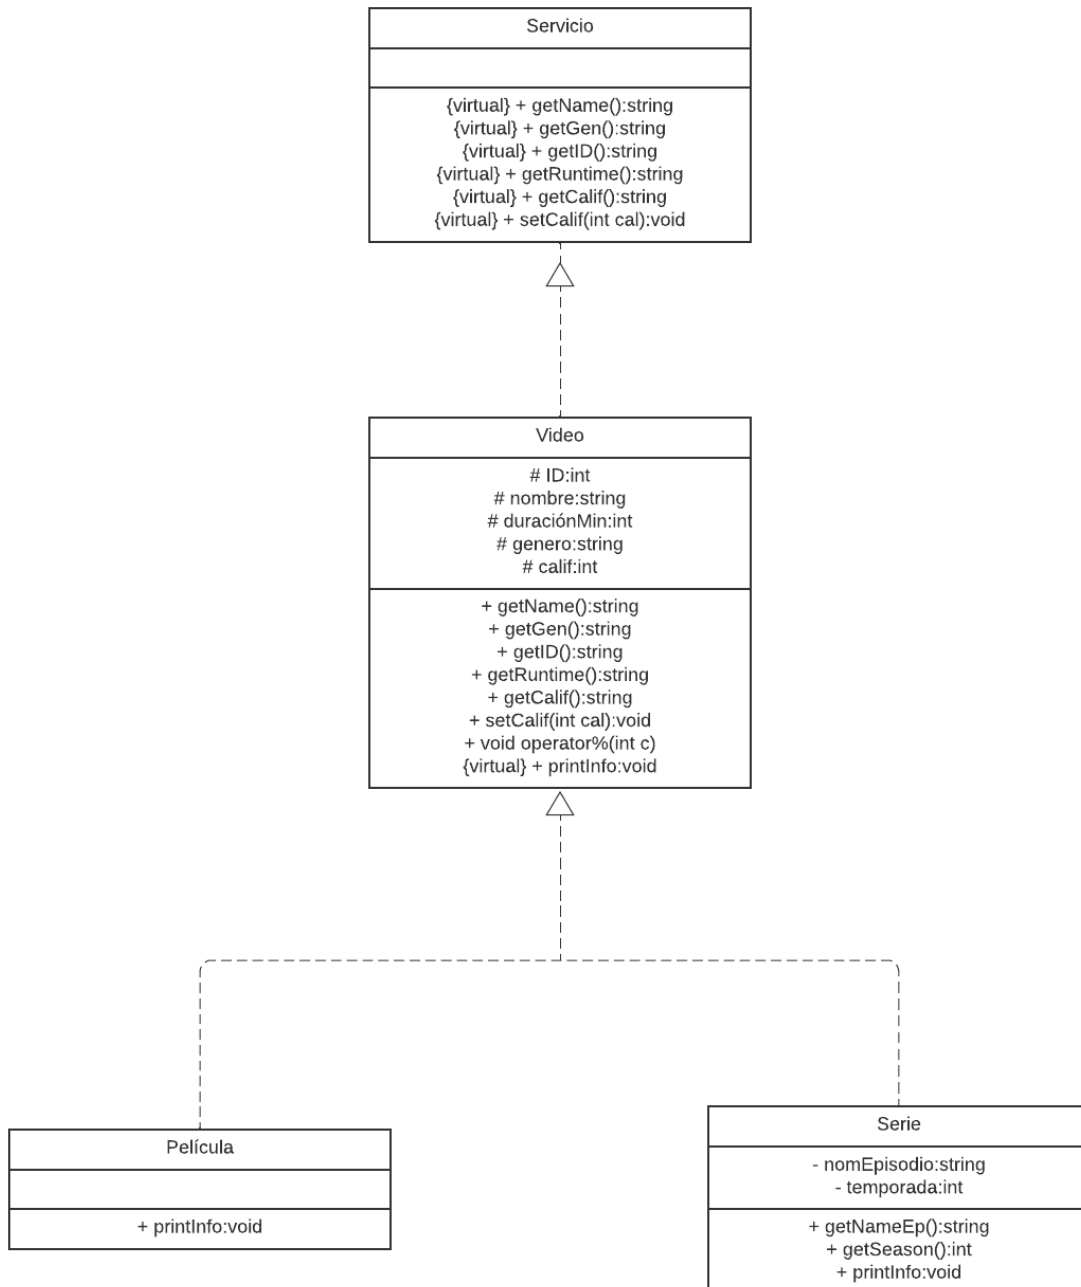 Servicio
{virtual} + getName():string
{virtual} + getGen():string
{virtual} + getID():string
{virtual} + getRuntime():string
{virtual} + getCalif():string
{virtual} + setCalif(int cal):void
Video
# ID:int
# nombre:string
# duraciónMin:int
# genero:string
# calif:int
+ getName():string
+ getGen():string
+ getID():string
+ getRuntime():string
+ getCalif():string
+ setCalif(int cal):void
+ void operator%(int c)
{virtual} + printInfo:void
Película
+ printInfo:void
Serie
- nomEpisodio:string
- temporada:int
+ getNameEp():string
+ getSeason():int
+ printInfo:void